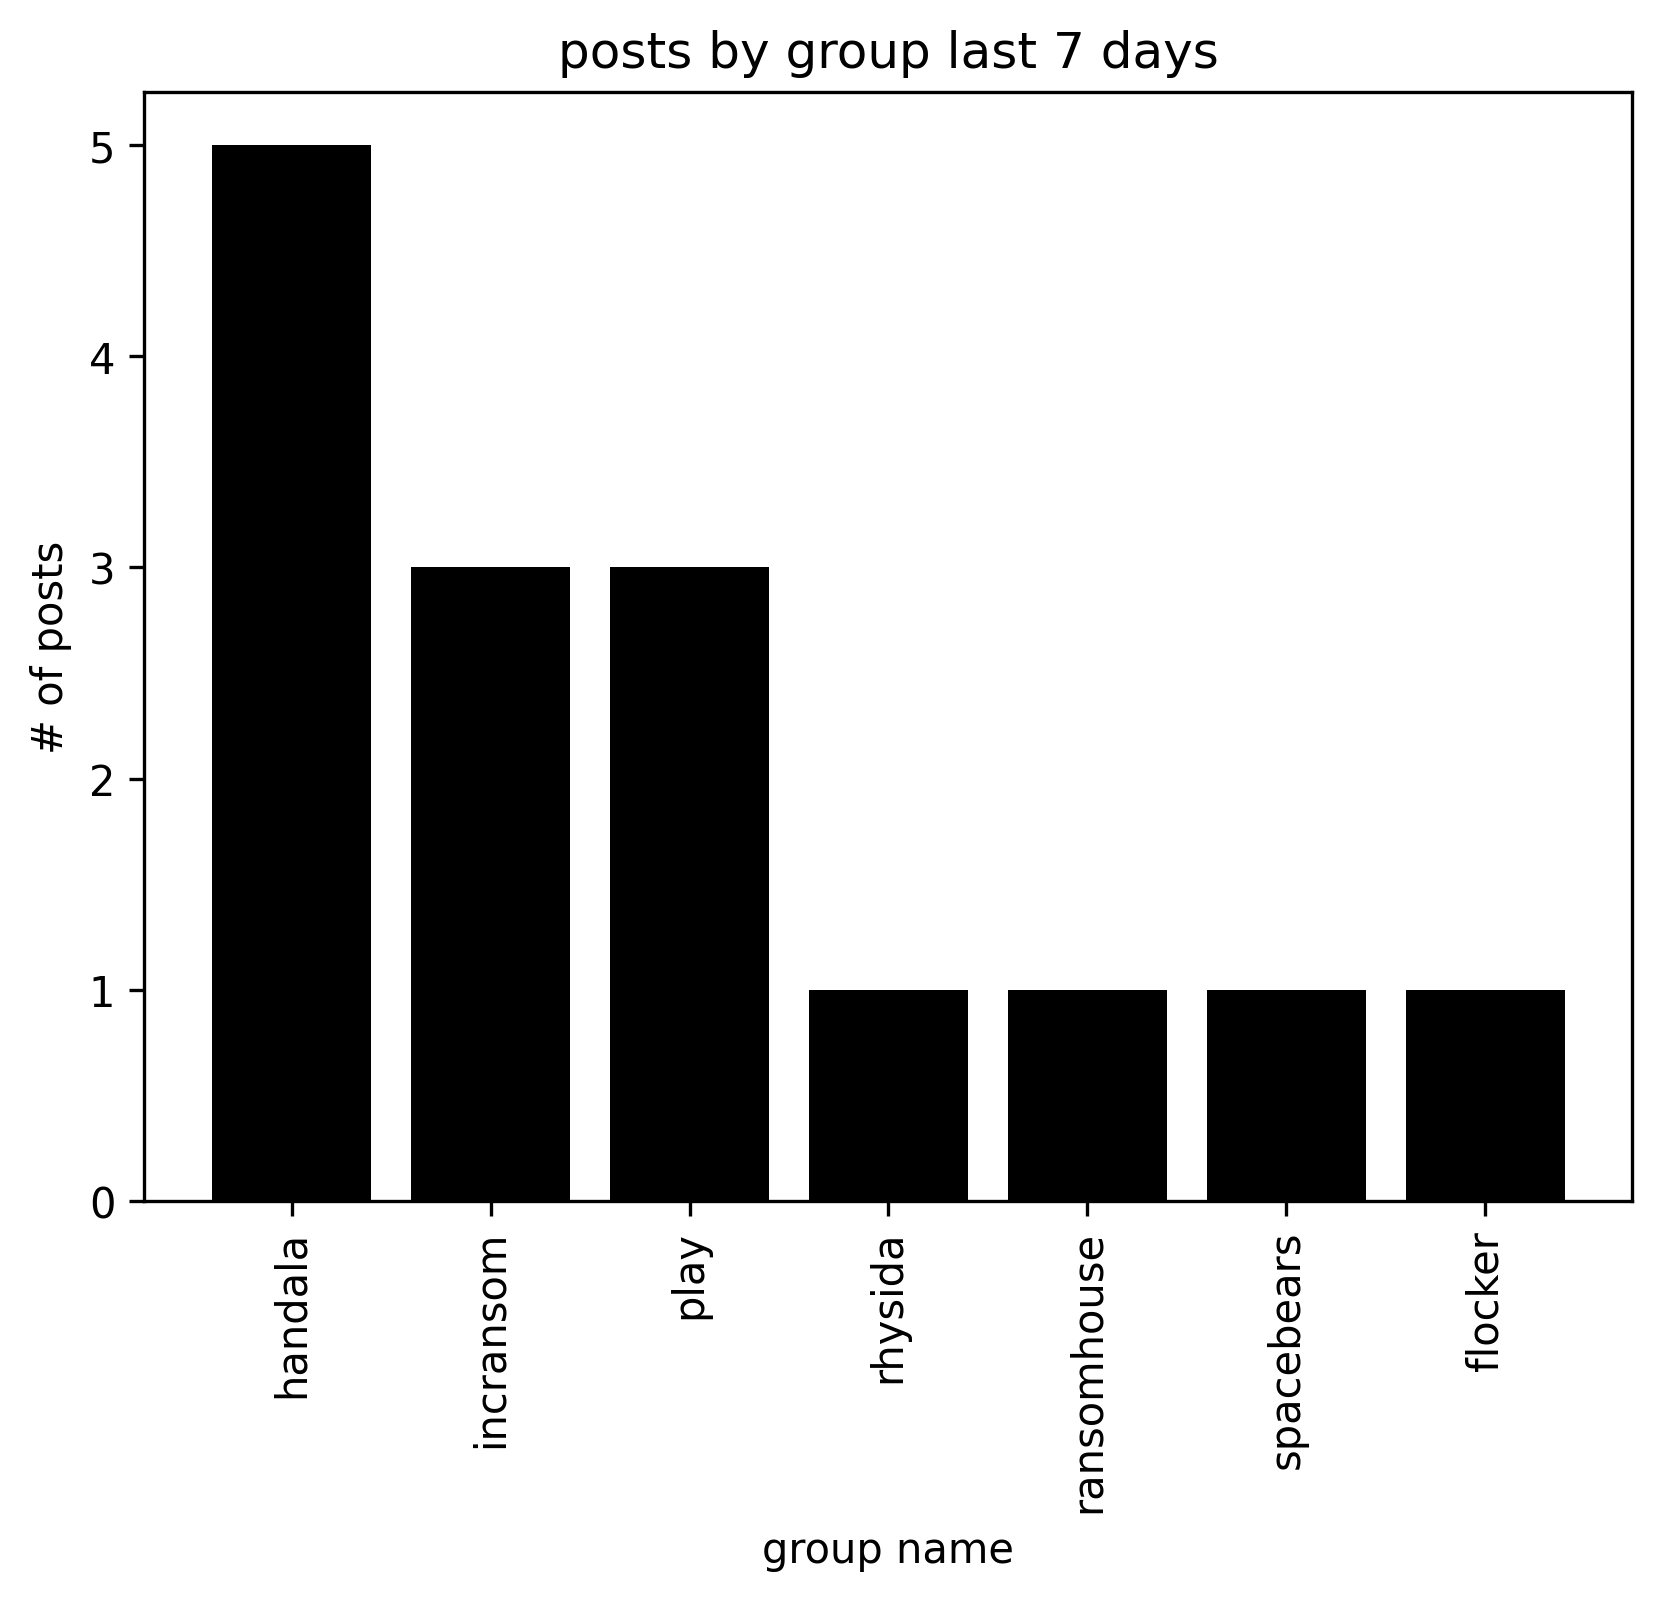 posts by group last 7 days
5
4
3
2
1
0
# of posts
handala
incransom
play
rhysida
ransomhouse
spacebears
flocker
group name